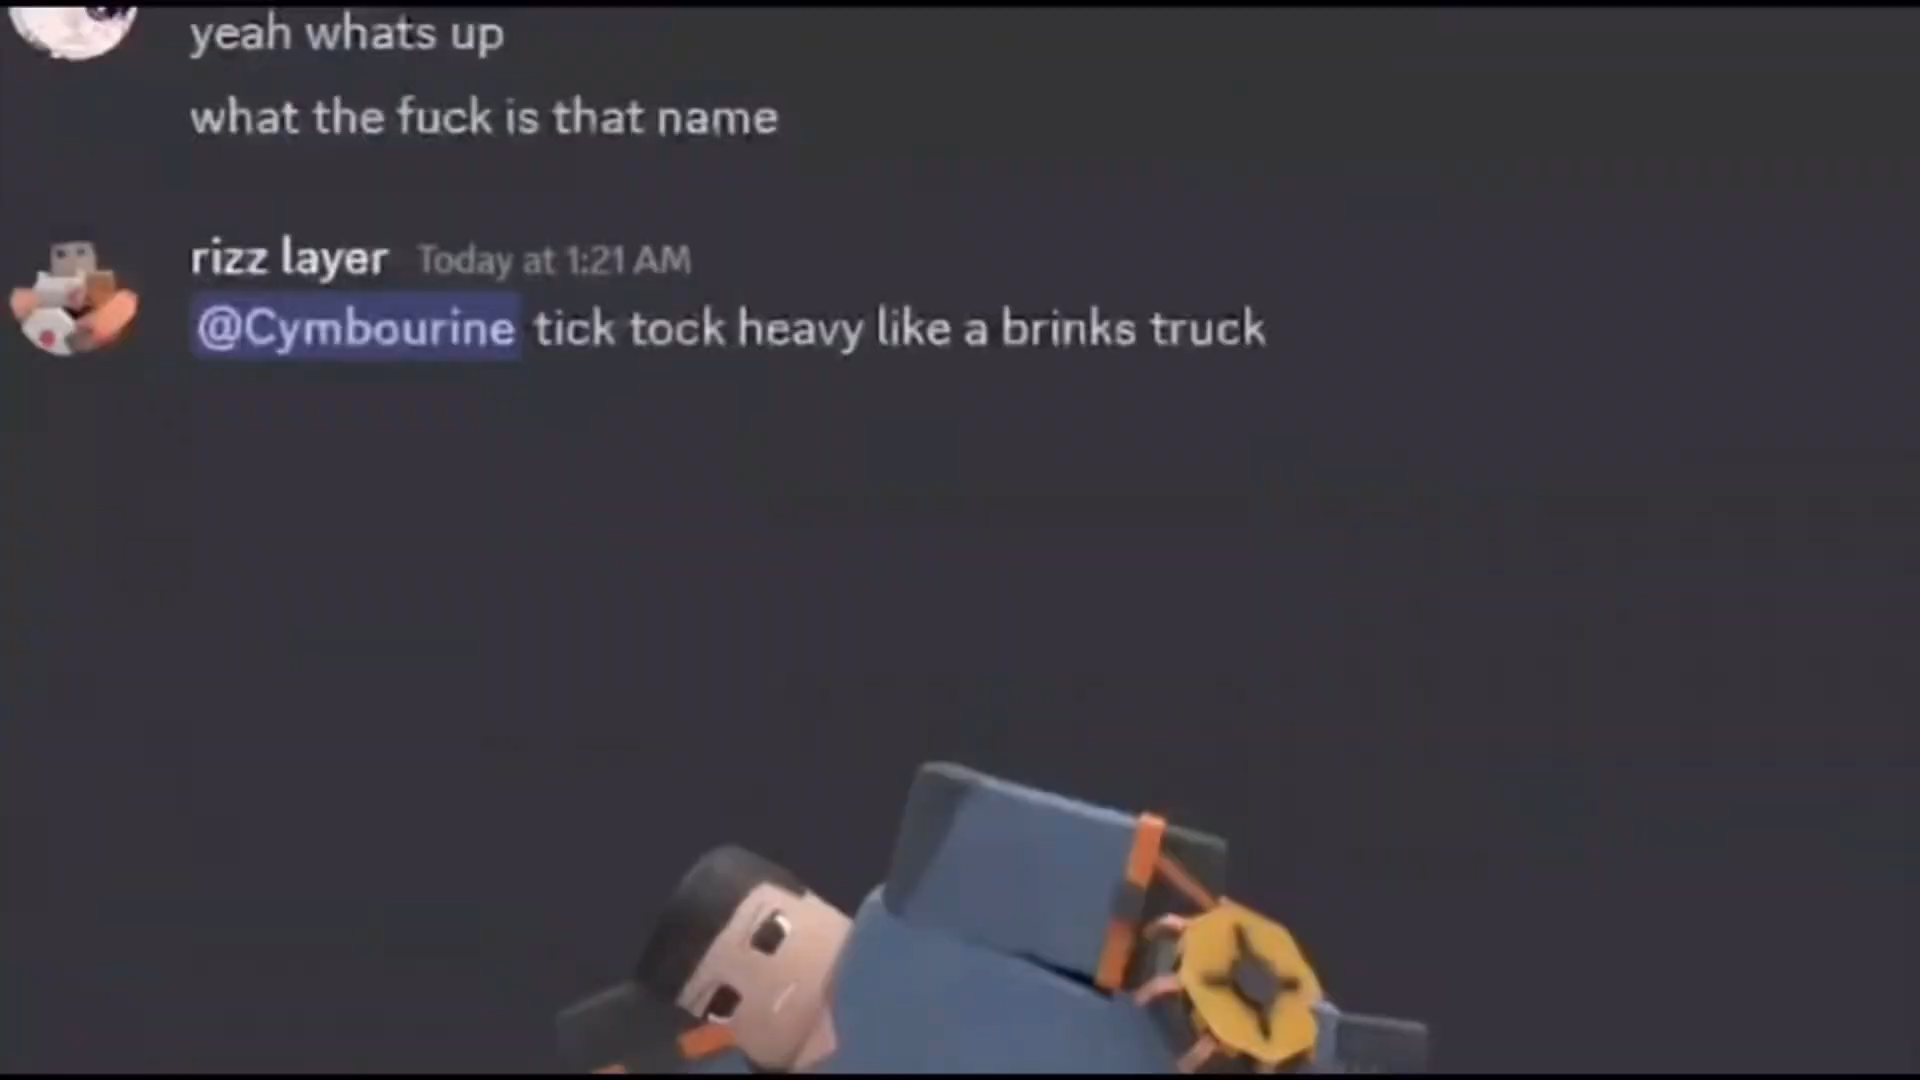 yeah whats up
what the fuck is that name
rizz layer Today at 1:21 AM
@Cymbourine tick tock heavy like a brinks truck